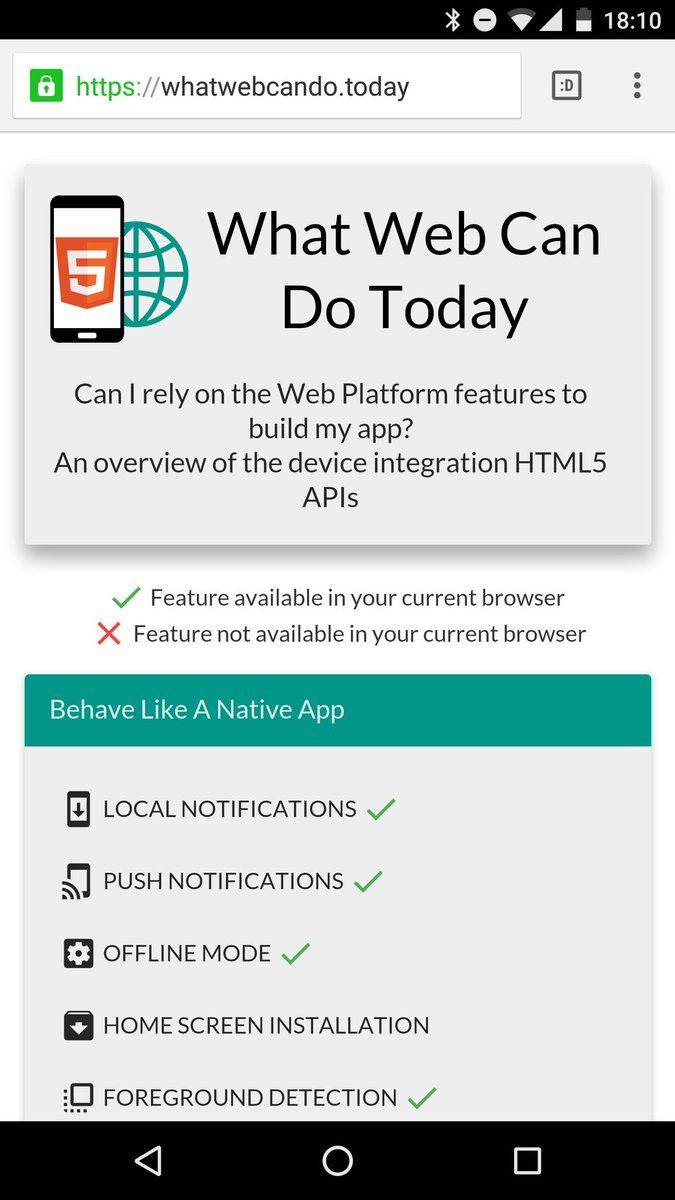 18:10
https://whatwebcando.today
:D
What Web Can
Do Today
Can I rely on the Web Platform features to
build my app?
An overview of the device integration HTML5
APIs
Feature available in your current browser
Feature not available in your current browser
Behave Like A Native App
LOCAL NOTIFICATIONS
PUSH NOTIFICATIONS
OFFLINE MODE
HOME SCREEN INSTALLATION
FOREGROUND DETECTION